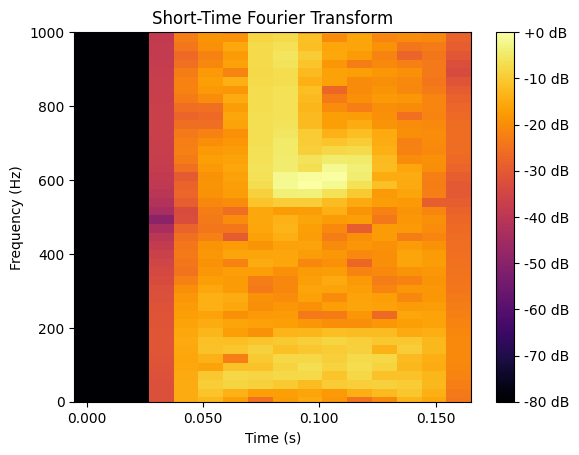 Short-Time Fourier Transform
Frequency (Hz)
1000
800
600
400
200
0
0.000
0.050
0.100
0.150
Time (s)
+0 dB
-10 dB
-20 dB
-30 dB
-40 dB
-50 dB
-60 dB
-70 dB
-80 dB